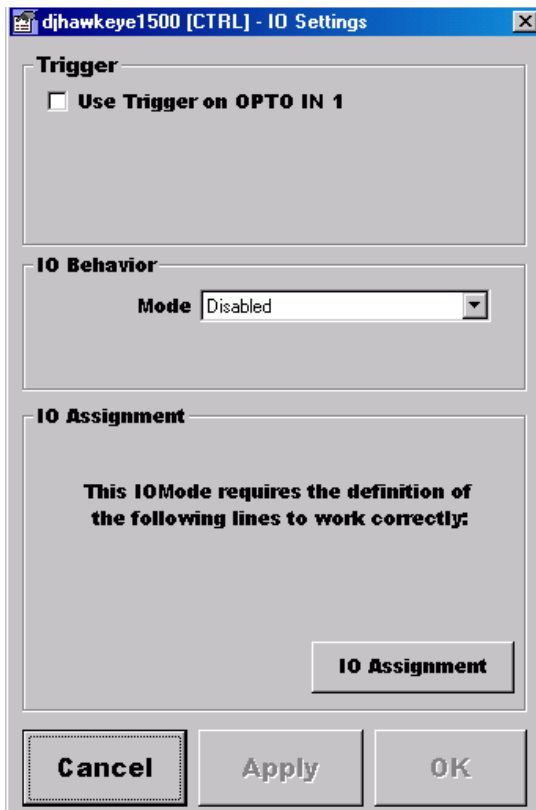 djhawkeye1500 [CTRL] - IO Settings
Trigger
Use Trigger on OPTO IN 1
IO Behavior
Mode Disabled
IO Assignment
This IOMode requires the definition of
the following lines to work correctly:
IO Assignment
Cancel Apply OK